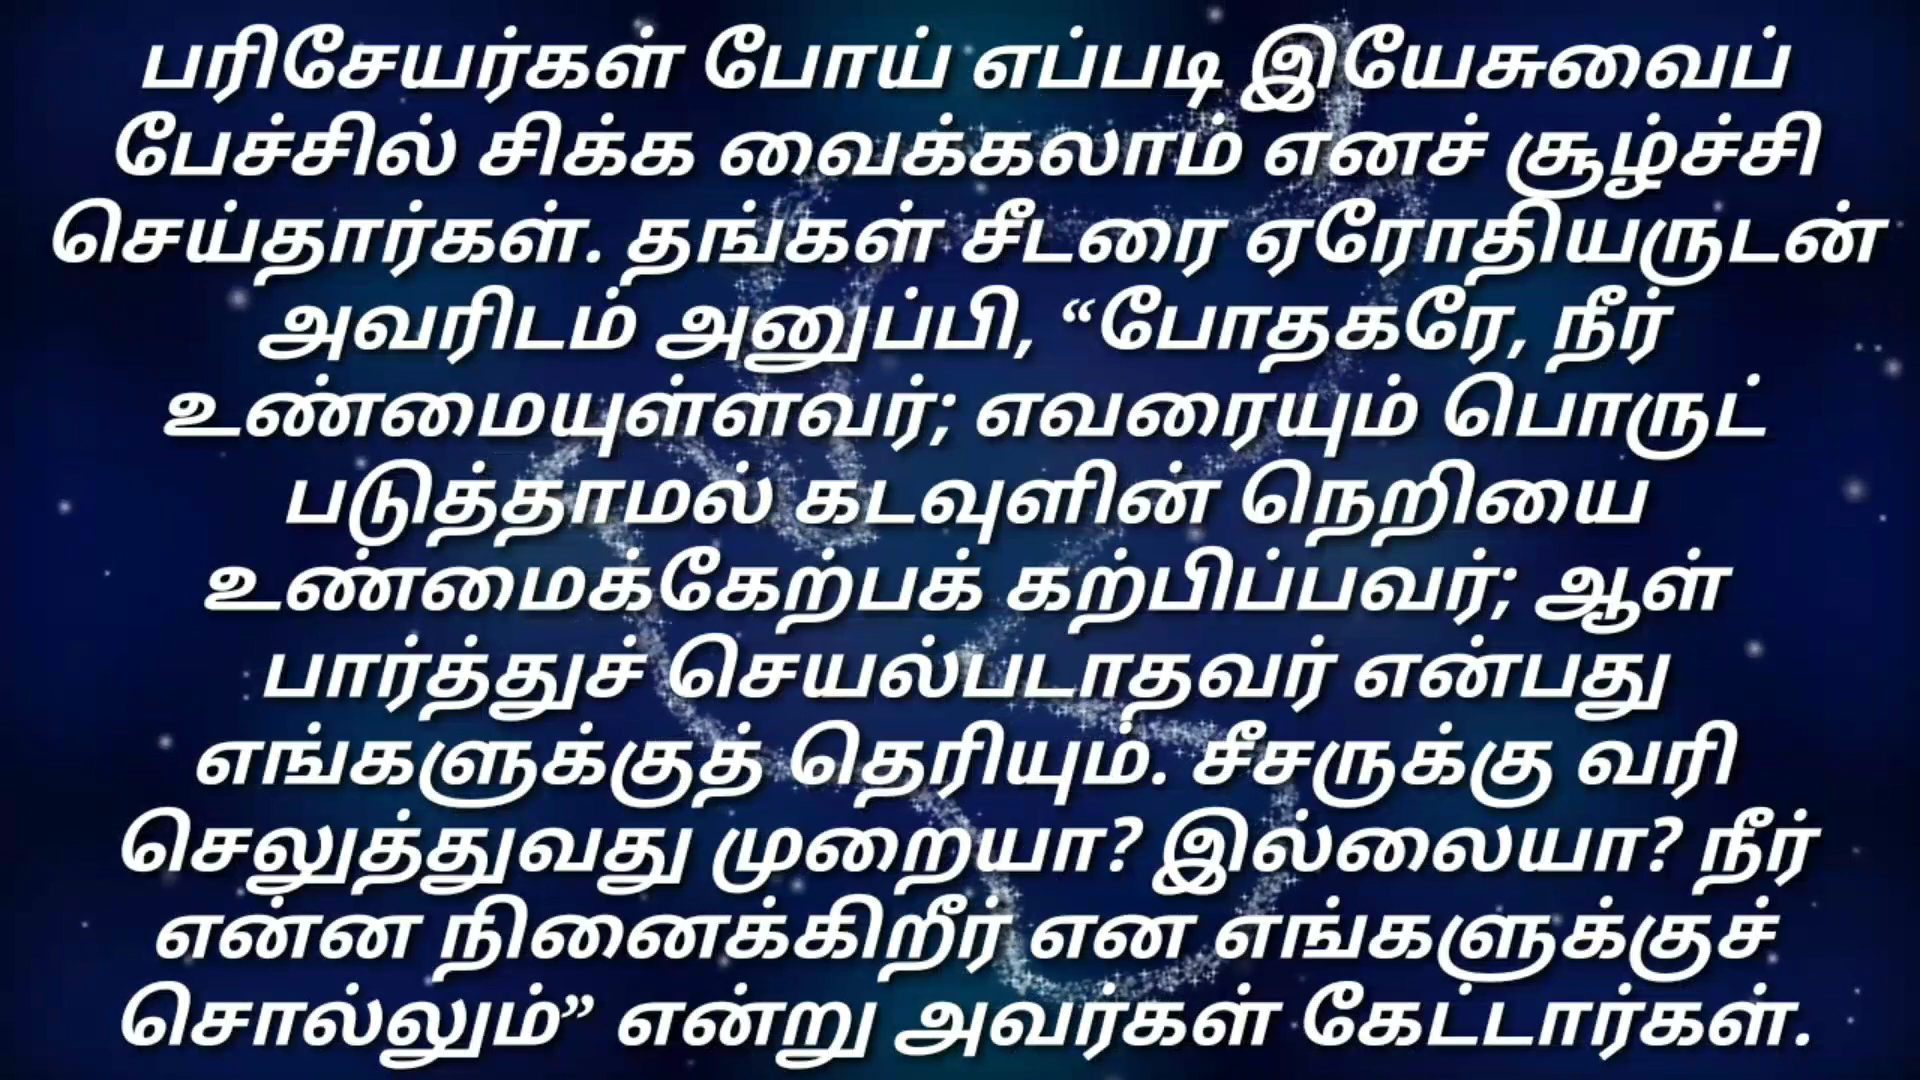 பரிசேயர்கள் போய் எப்படி இயேசுவைப்
பேச்சில் சிக்க வைக்கலாம் எனச் சூழ்ச்சி
செய்தார்கள். தங்கள் சீடரை ஏரோதியருடன்
அவரிடம் அனுப்பி, “போதகரே, நீர்
உண்மையுள்ளவர்; எவரையும் பொருட்
படுத்தாமல் கடவுளின் நெறியை
உண்மைக்கேற்பக் கற்பிப்பவர்; ஆள்
பார்த்துச் செயல்படாதவர் என்பது
எங்களுக்குத் தெரியும். சீசருக்கு வரி
செலுத்துவது முறையா? இல்லையா? நீர்
என்ன நினைக்கிறீர் என எங்களுக்குச்
சொல்லும்” என்று அவர்கள் கேட்டார்கள்.